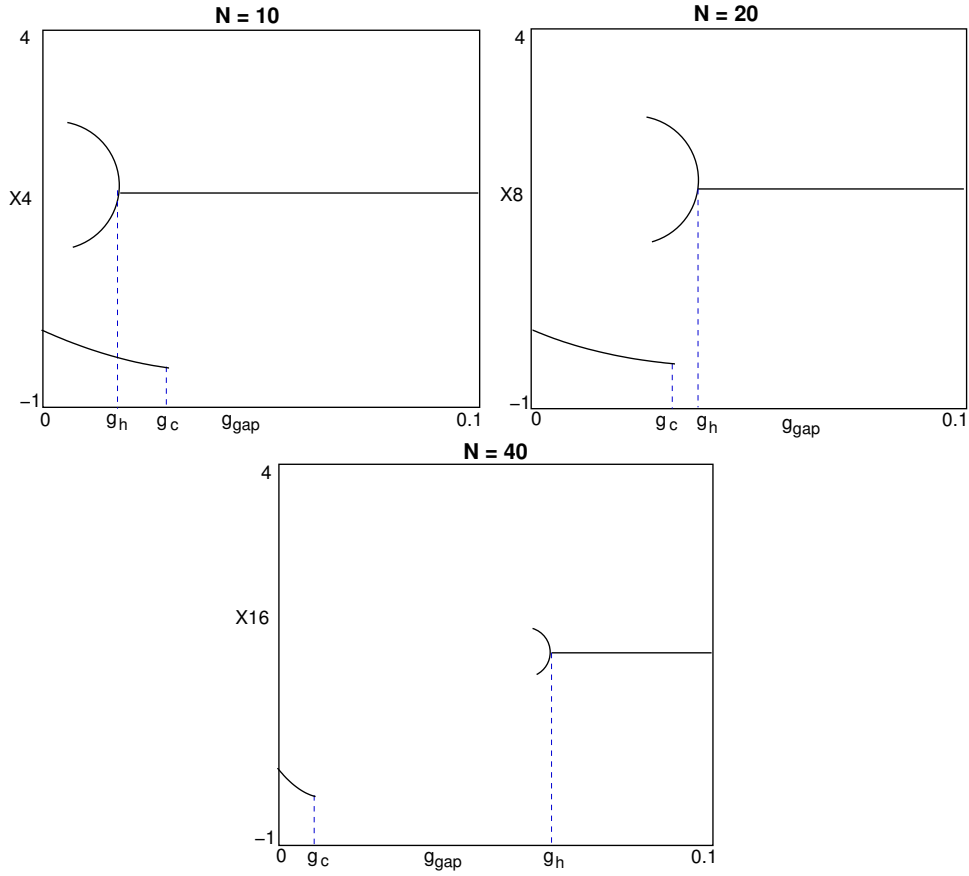 N = 10
4
X4
−1
0 g_h g_c g_gap 0.1
N = 20
4
X8
−1
0 g_c g_h g_gap 0.1
N = 40
4
X16
−1
0 g_c g_gap g_h 0.1